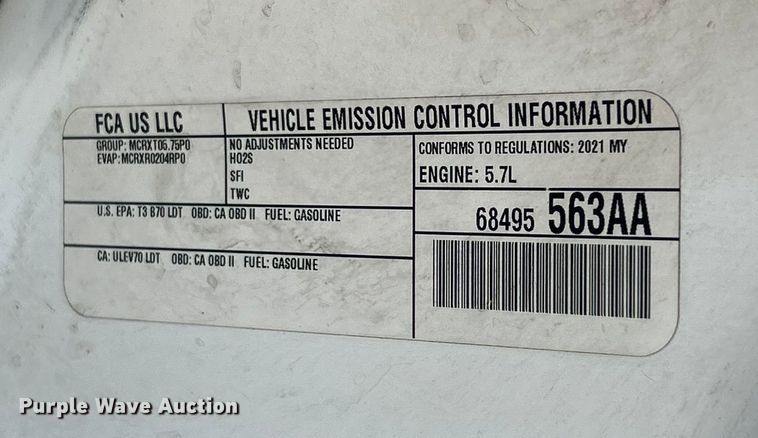 FCA US LLC
VEHICLE EMISSION CONTROL INFORMATION
GROUP: MCRXT05.75P0
EVAP: MCRXR0204RP0
NO ADJUSTMENTS NEEDED
HO2S
SFI
TWC
CONFORMS TO REGULATIONS: 2021 MY
ENGINE: 5.7L
U.S. EPA: T3 B70 LDT OBD: CA OBD II FUEL: GASOLINE
68495 563AA
CA: ULEV70 LDT OBD: CA OBD II FUEL: GASOLINE
Purple Wave Auction